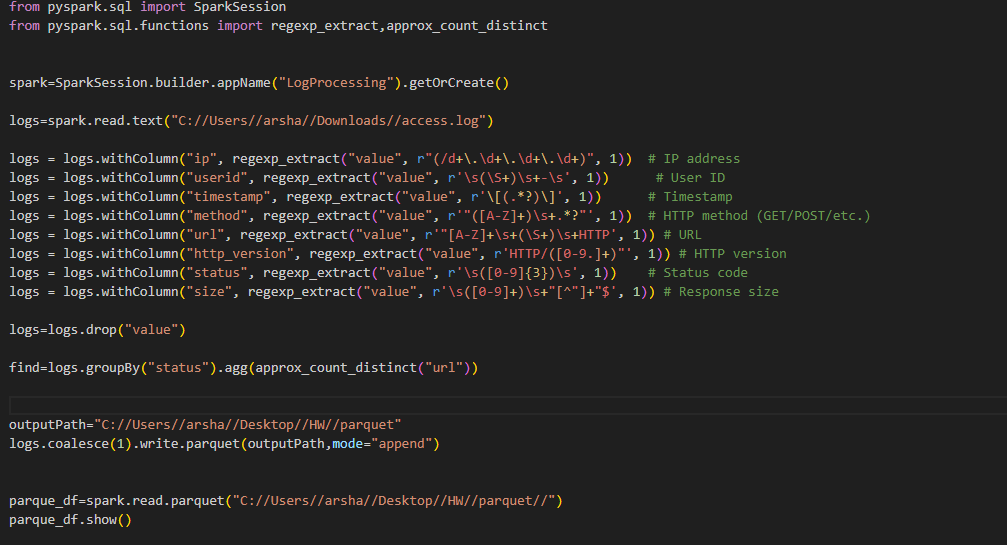 from pyspark.sql import SparkSession
from pyspark.sql.functions import regexp_extract,approx_count_distinct
spark=SparkSession.builder.appName("LogProcessing").getOrCreate()
logs=spark.read.text("C://Users//arsha//Downloads//access.log")
logs = logs.withColumn("ip", regexp_extract("value", r"(/d+\.\d+\.\d+\.\d+)", 1))  # IP address
logs = logs.withColumn("userid", regexp_extract("value", r'\s(\S+)\s+-\s', 1))      # User ID
logs = logs.withColumn("timestamp", regexp_extract("value", r'\[(.*?)\]', 1))      # Timestamp
logs = logs.withColumn("method", regexp_extract("value", r'"([A-Z]+)\s+.*?"', 1))  # HTTP method (GET/POST/etc.)
logs = logs.withColumn("url", regexp_extract("value", r'"[A-Z]+\s+(\S+)\s+HTTP', 1)) # URL
logs = logs.withColumn("http_version", regexp_extract("value", r'HTTP/([0-9.]+)"', 1)) # HTTP version
logs = logs.withColumn("status", regexp_extract("value", r'\s([0-9]{3})\s', 1))    # Status code
logs = logs.withColumn("size", regexp_extract("value", r'\s([0-9]+)\s+"[^"]+"$', 1)) # Response size
logs=logs.drop("value")
find=logs.groupBy("status").agg(approx_count_distinct("url"))
outputPath="C://Users//arsha//Desktop//HW//parquet"
logs.coalesce(1).write.parquet(outputPath,mode="append")
parque_df=spark.read.parquet("C://Users//arsha//Desktop//HW//parquet//")
parque_df.show()